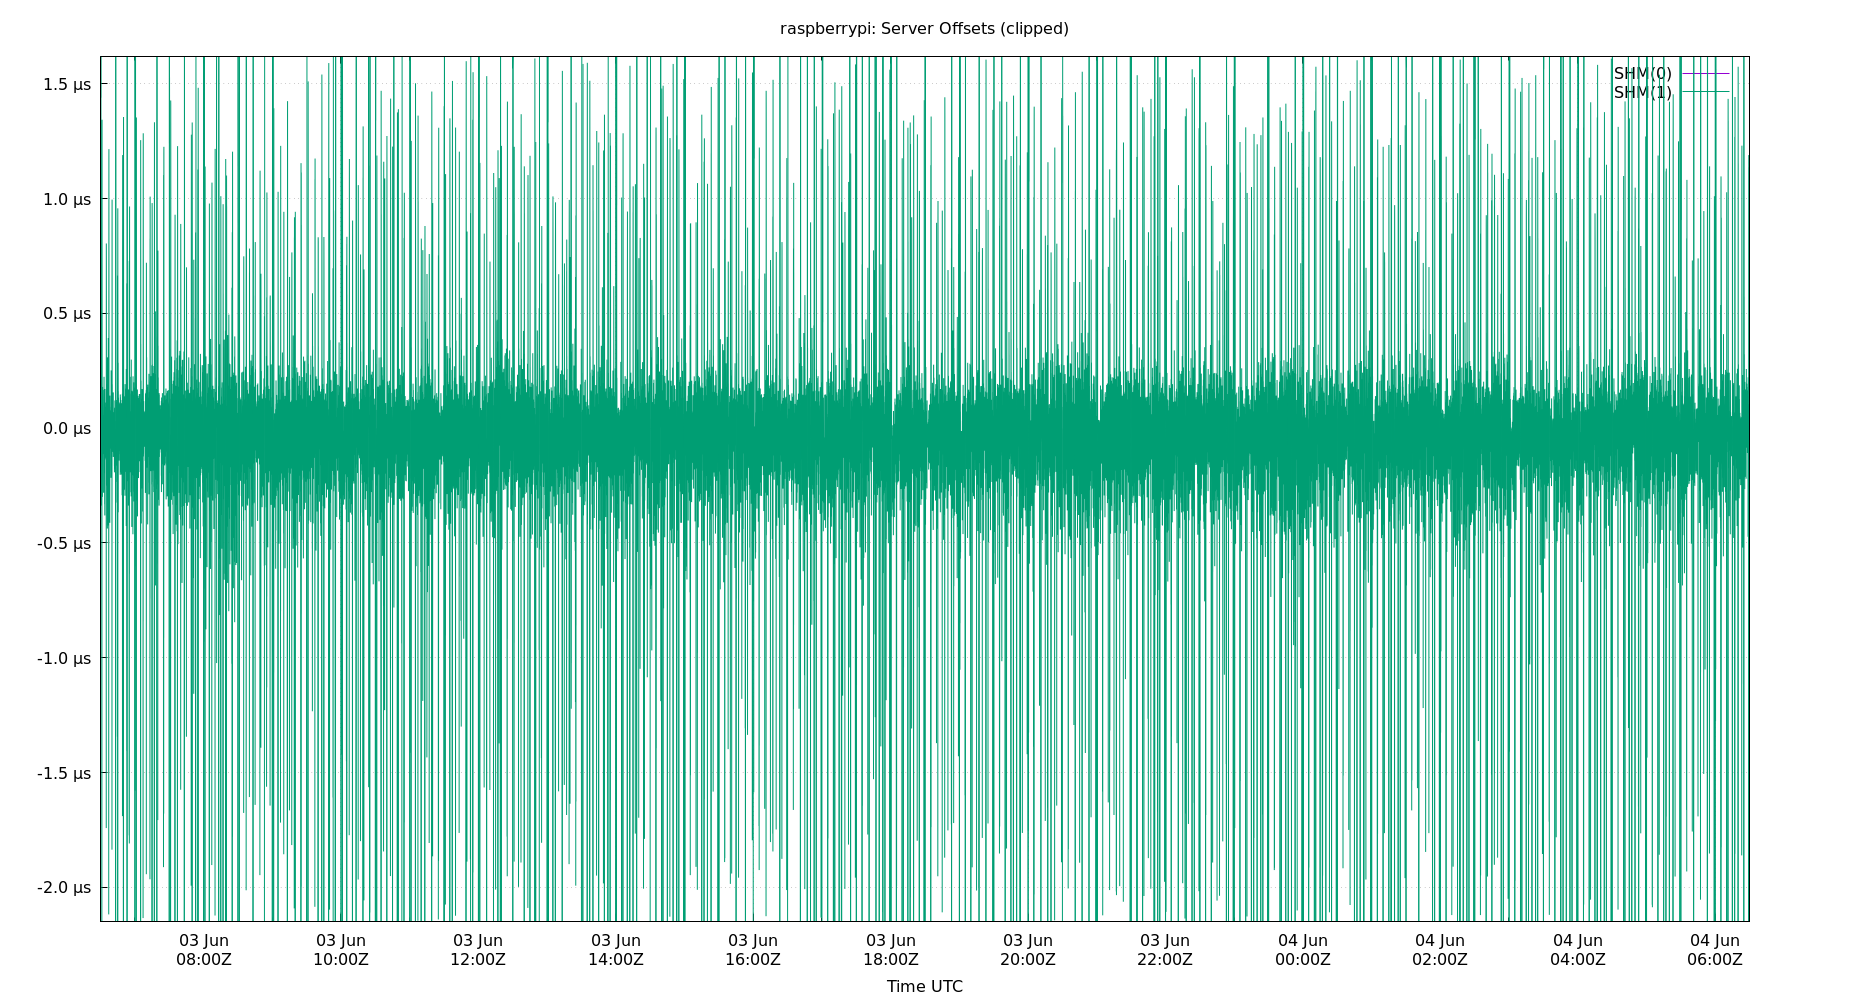 raspberrypi: Server Offsets (clipped)
1.5 µs
1.0 µs
0.5 µs
0.0 µs
-0.5 µs
-1.0 µs
-1.5 µs
-2.0 µs
SHM(0)
SHM(1)
03 Jun 03 Jun 03 Jun 03 Jun 03 Jun 03 Jun 03 Jun 03 Jun 04 Jun 04 Jun 04 Jun 04 Jun
08:00Z 10:00Z 12:00Z 14:00Z 16:00Z 18:00Z 20:00Z 22:00Z 00:00Z 02:00Z 04:00Z 06:00Z
Time UTC